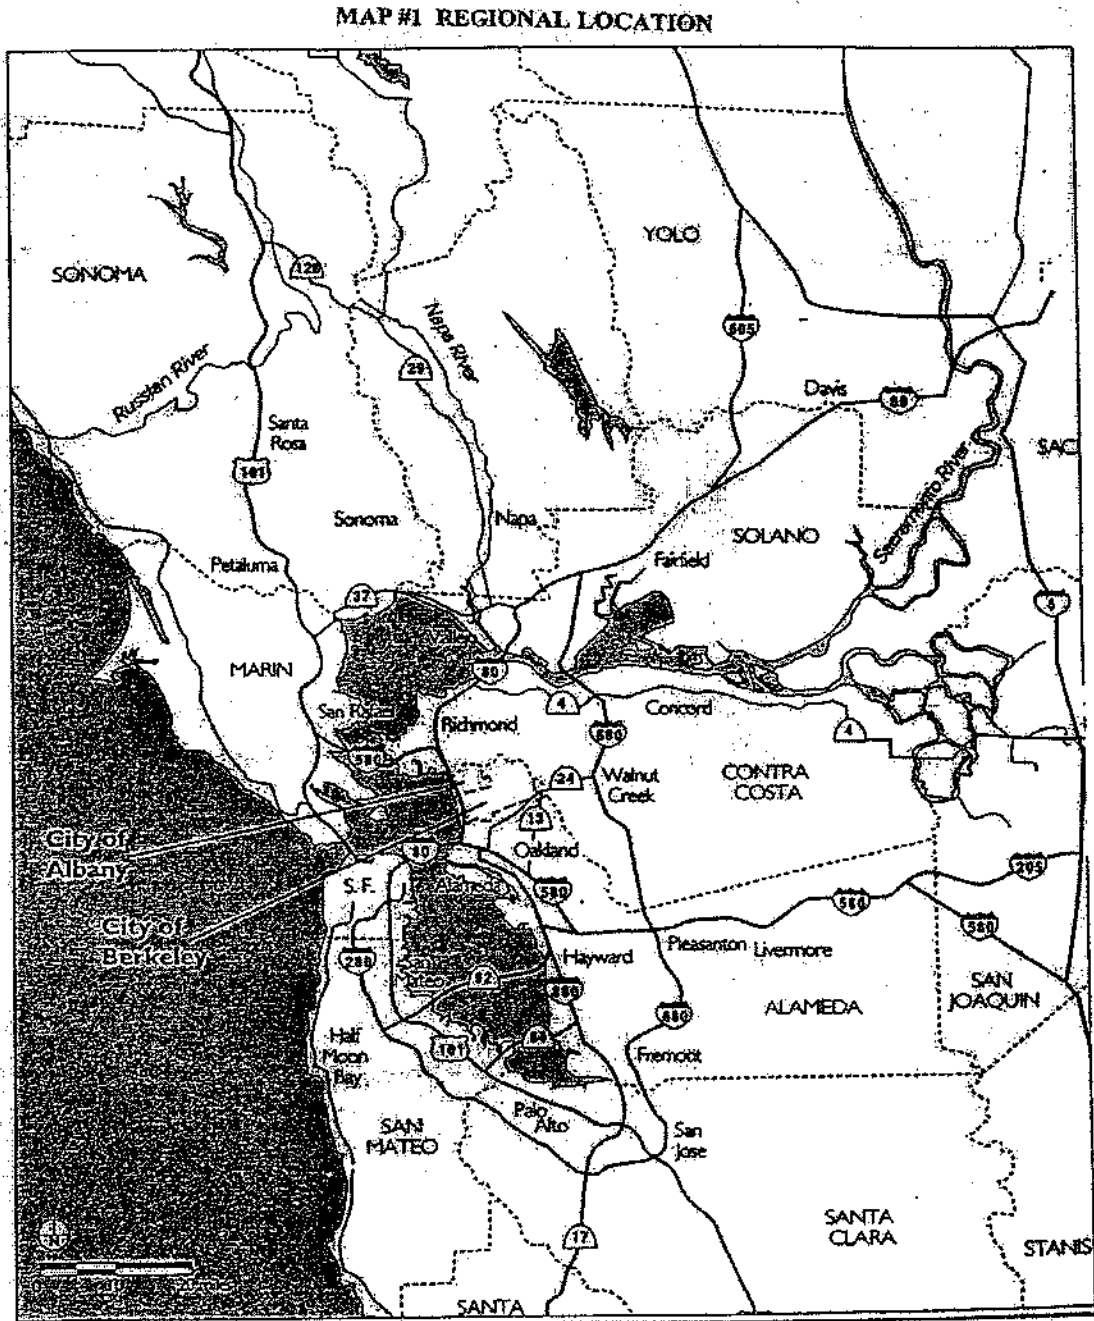 MAP #1 REGIONAL LOCATION
YOLO
SONOMA
128
Napa River
505
29
Russian River
Davis
80
Santa
Rosa
101
SAC
Sacramento River
Sonoma
Napa
SOLANO
Petaluma
Fairfield
37
MARIN
80
San Rafael
Richmond
4
Concord
4
680
580
24
Walnut
Creek
CONTRA
COSTA
13
City of
Albany
80
Oakland
205
S.F.
Alameda
580
580
City of
Berkeley
Hayward
Pleasanton
Livermore
580
280
San
Mateo
92
880
SAN
JOAQUIN
680
ALAMEDA
Half
Moon
Bay
101
84
Fremont
Palo
Alto
SAN
MATEO
San
Jose
SANTA
CLARA
17
N
STANIS
SANTA